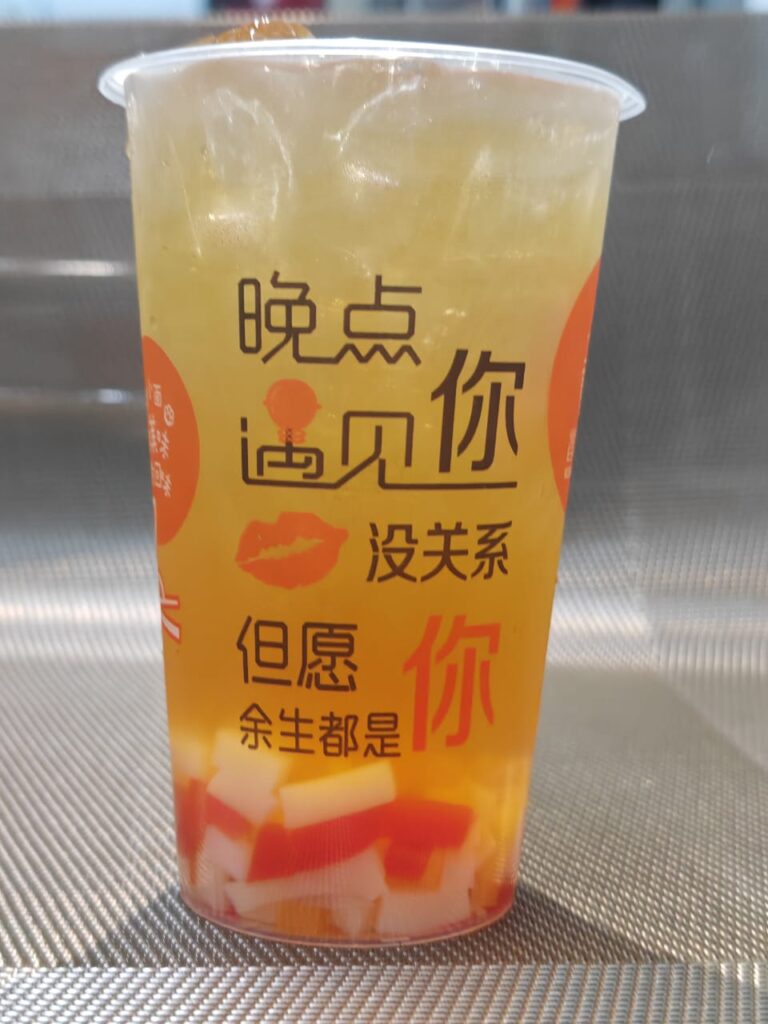 晚点
遇见你
没关系
但愿你
余生都是